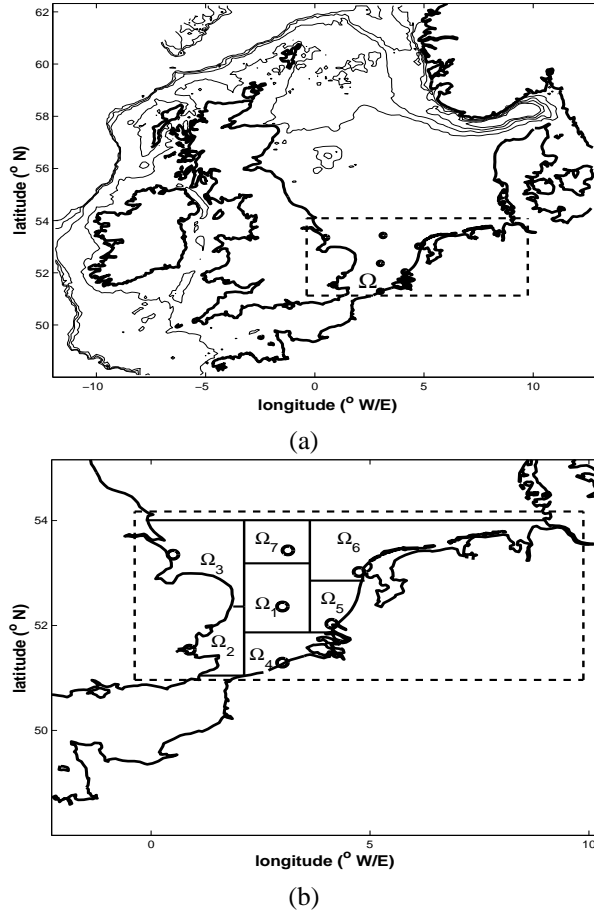 62
60
58
56
54
52
50
−10
−5
0
5
10
latitude (° N)
longitude (° W/E)
Ω
(a)
54
52
50
0
5
10
latitude (° N)
longitude (° W/E)
Ω7
Ω6
Ω3
Ω1
Ω5
Ω2
Ω4
(b)